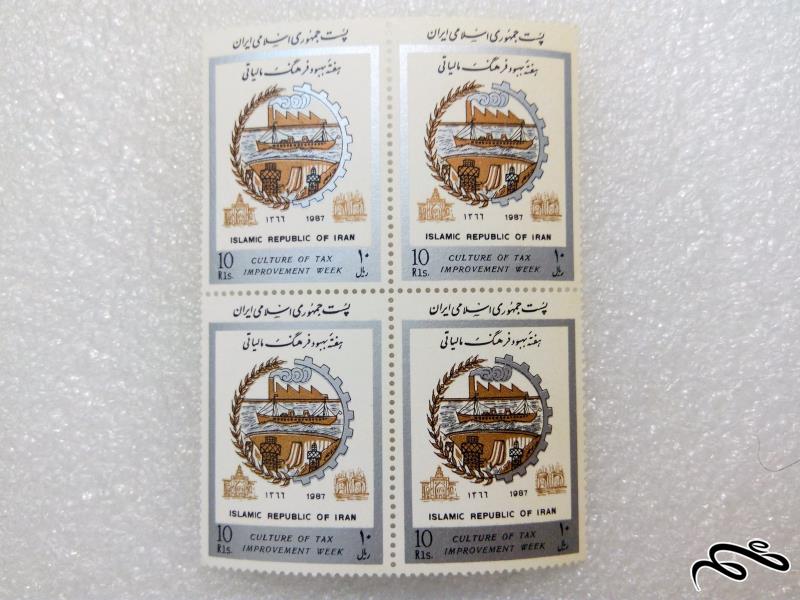 پست جمهوری اسلامی ایران
هفته بهبود فرهنگ مالیاتی
۱۳۶۶ 1987
ISLAMIC REPUBLIC OF IRAN
10 Rls. CULTURE OF TAX IMPROVEMENT WEEK ۱۰ ریال
پست جمهوری اسلامی ایران
هفته بهبود فرهنگ مالیاتی
۱۳۶۶ 1987
ISLAMIC REPUBLIC OF IRAN
10 Rls. CULTURE OF TAX IMPROVEMENT WEEK ۱۰ ریال
پست جمهوری اسلامی ایران
هفته بهبود فرهنگ مالیاتی
۱۳۶۶ 1987
ISLAMIC REPUBLIC OF IRAN
10 Rls. CULTURE OF TAX IMPROVEMENT WEEK ۱۰ ریال
پست جمهوری اسلامی ایران
هفته بهبود فرهنگ مالیاتی
۱۳۶۶ 1987
ISLAMIC REPUBLIC OF IRAN
10 Rls. CULTURE OF TAX IMPROVEMENT WEEK ۱۰ ریال